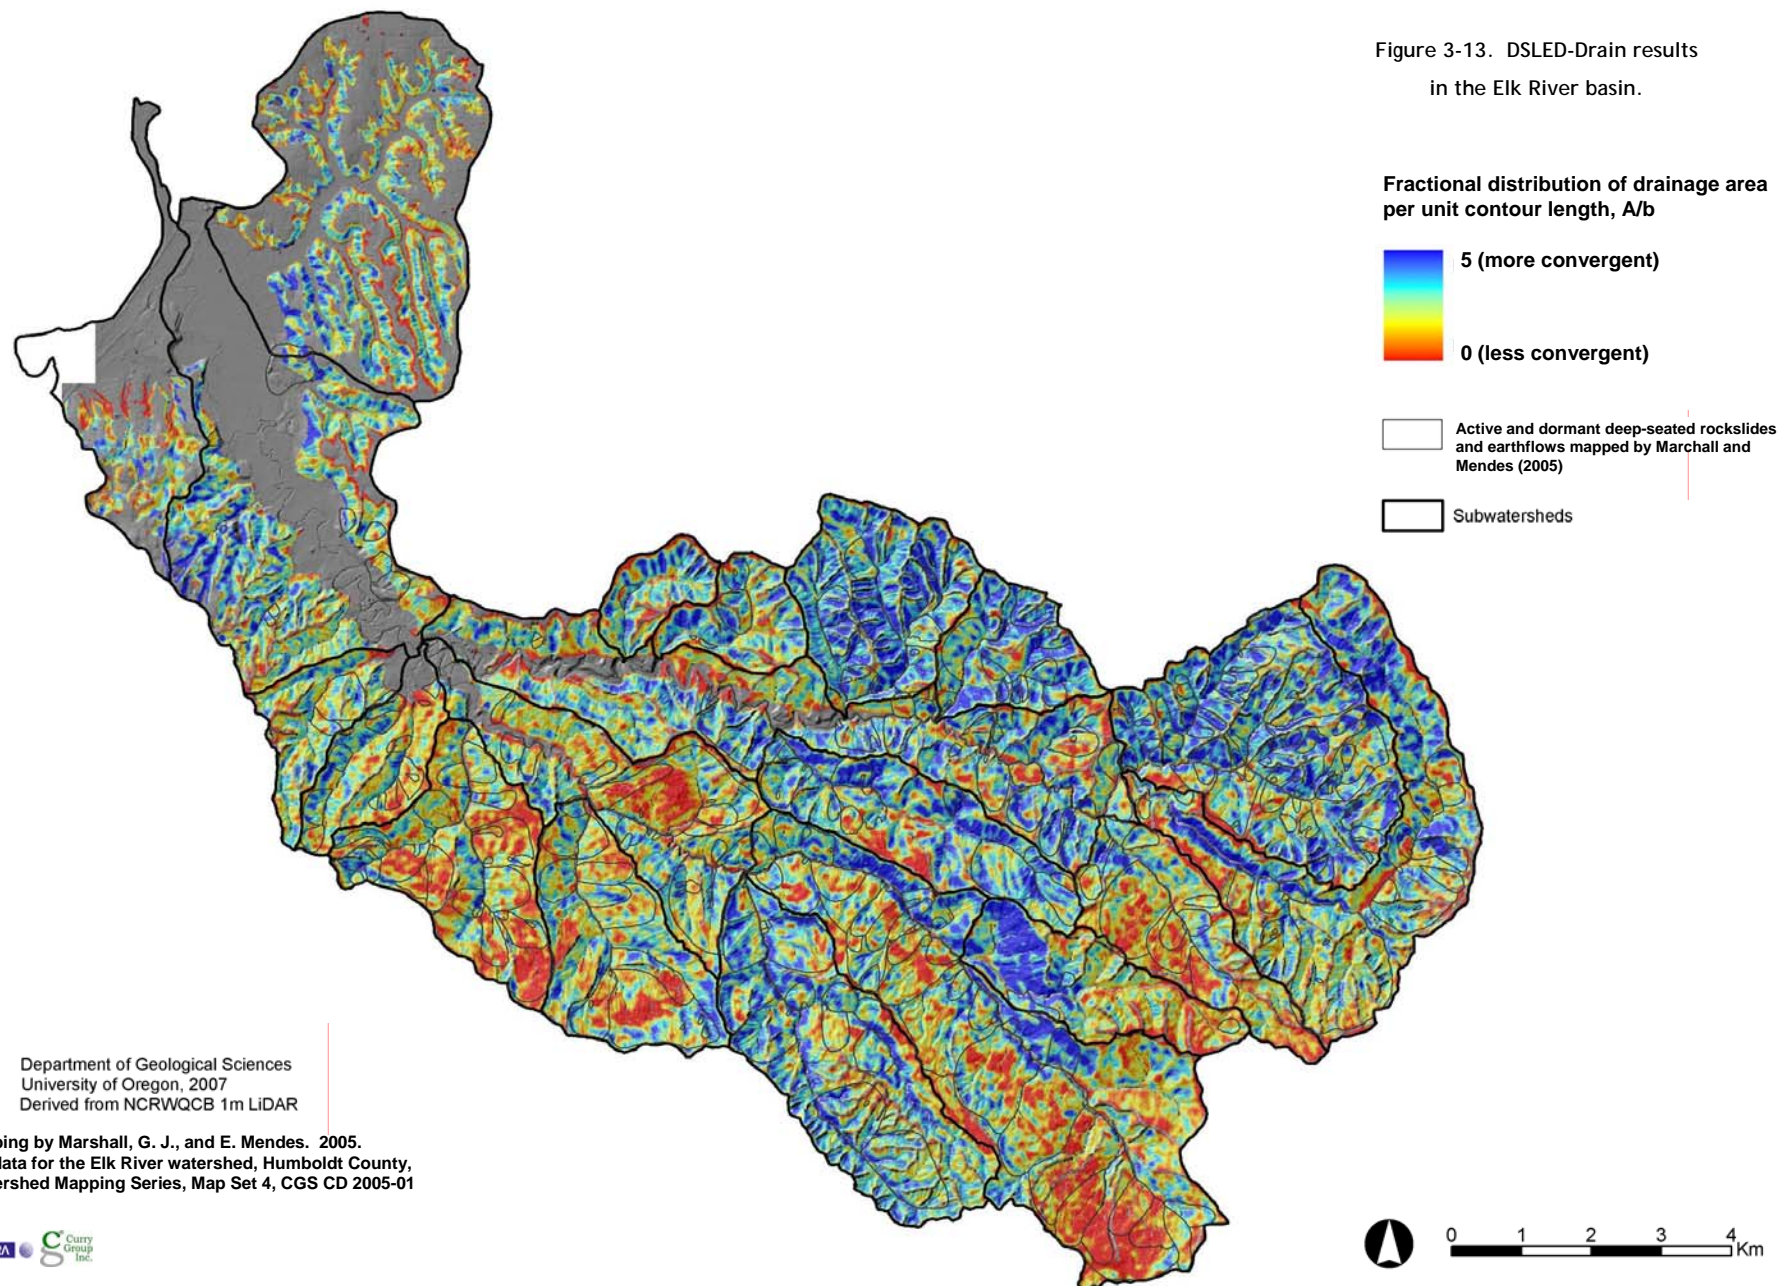 Figure 3-13. DSLED-Drain results
in the Elk River basin.
Fractional distribution of drainage area
per unit contour length, A/b
5 (more convergent)
0 (less convergent)
Active and dormant deep-seated rockslides
and earthflows mapped by Marchall and
Mendes (2005)
Subwatersheds
Department of Geological Sciences
University of Oregon, 2007
Derived from NCRWQCB 1m LiDAR
by Marshall, G. J., and E. Mendes. 2005.
for the Elk River watershed, Humboldt County,
Mapping Series, Map Set 4, CGS CD 2005-01
Curry
Group
Inc.
0 1 2 3 4
Km